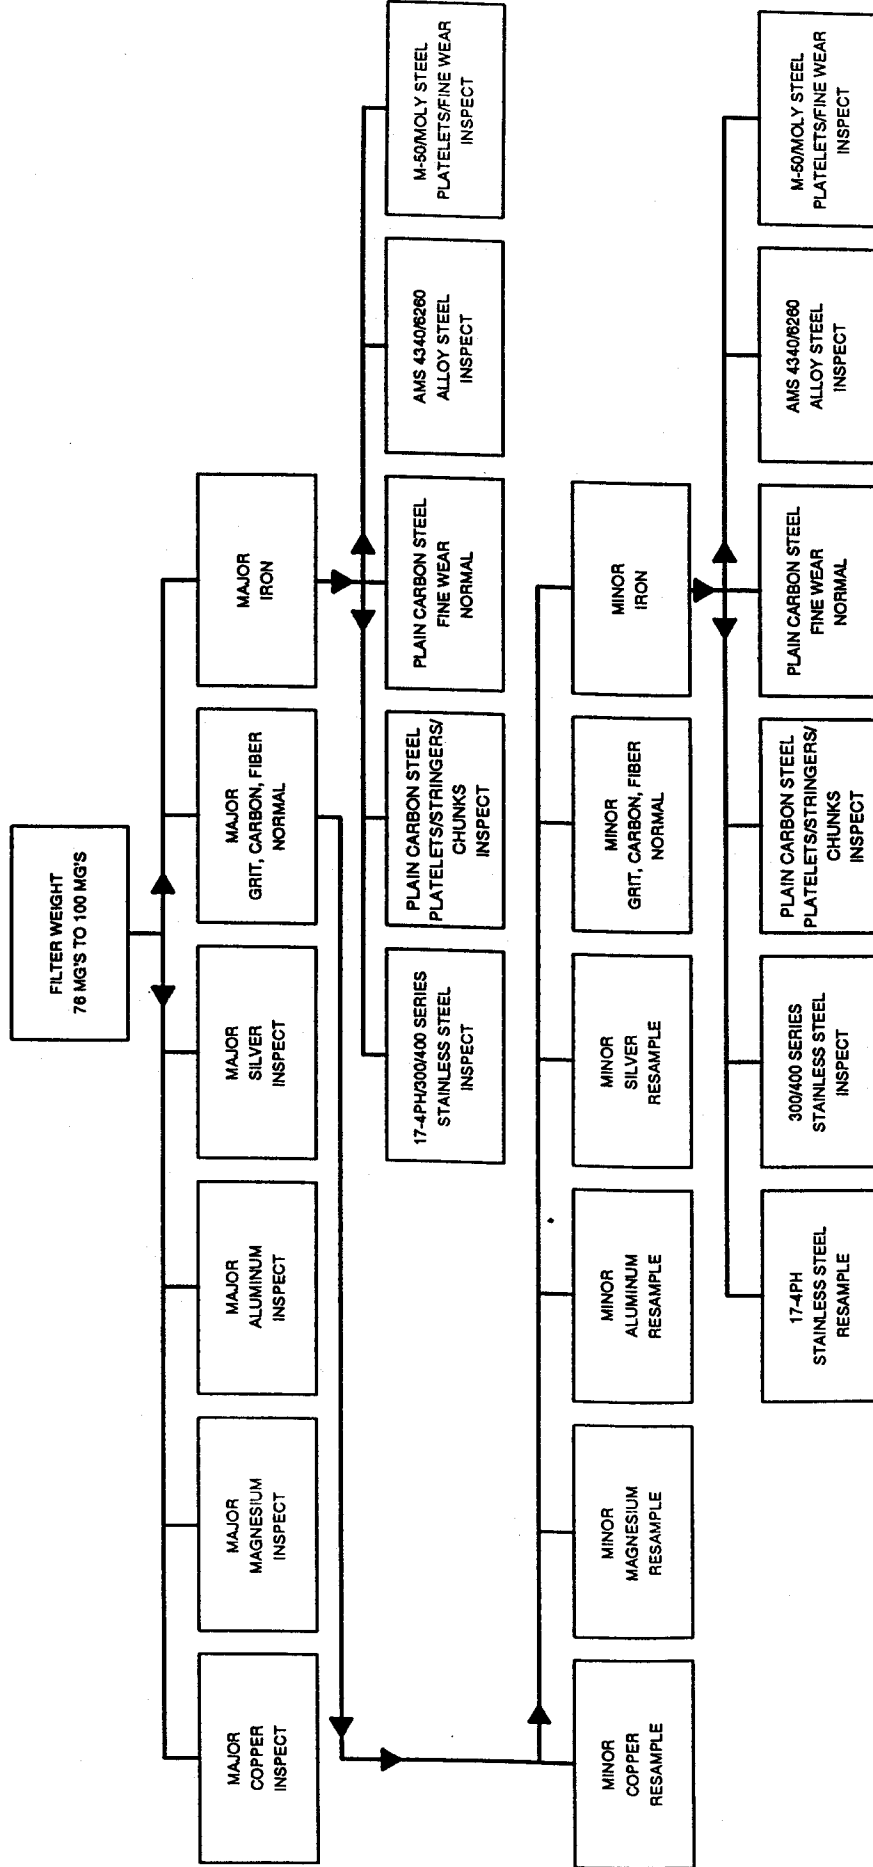 FILTER WEIGHT
76 MG'S TO 100 MG'S
MAJOR
COPPER
INSPECT
MAJOR
MAGNESIUM
INSPECT
MAJOR
ALUMINUM
INSPECT
MAJOR
SILVER
INSPECT
MAJOR
GRIT, CARBON, FIBER
NORMAL
MAJOR
IRON
17-4PH/300/400 SERIES
STAINLESS STEEL
INSPECT
PLAIN CARBON STEEL
PLATELETS/STRINGERS/
CHUNKS
INSPECT
PLAIN CARBON STEEL
FINE WEAR
NORMAL
AMS 4340/6260
ALLOY STEEL
INSPECT
M-50/MOLY STEEL
PLATELETS/FINE WEAR
INSPECT
MINOR
COPPER
RESAMPLE
MINOR
MAGNESIUM
RESAMPLE
MINOR
ALUMINUM
RESAMPLE
MINOR
SILVER
RESAMPLE
MINOR
GRIT, CARBON, FIBER
NORMAL
MINOR
IRON
17-4PH
STAINLESS STEEL
RESAMPLE
300/400 SERIES
STAINLESS STEEL
INSPECT
PLAIN CARBON STEEL
PLATELETS/STRINGERS/
CHUNKS
INSPECT
PLAIN CARBON STEEL
FINE WEAR
NORMAL
AMS 4340/6260
ALLOY STEEL
INSPECT
M-50/MOLY STEEL
PLATELETS/FINE WEAR
INSPECT